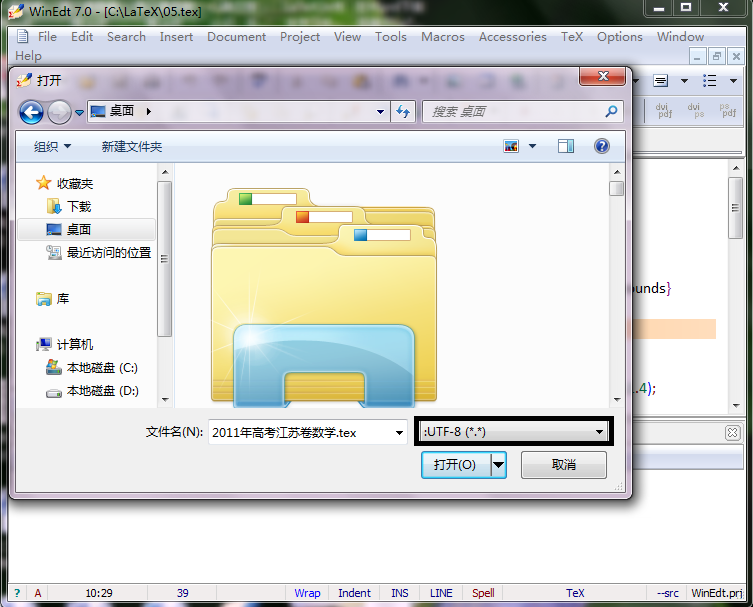 WinEdt 7.0 - [C:\LaTeX\05.tex]
File Edit Search Insert Document Project View Tools Macros Accessories TeX Options Window
Help
打开
桌面
搜索 桌面
dvi pdf
dvi ps
ps pdf
组织
新建文件夹
收藏夹
下载
桌面
最近访问的位置
库
计算机
本地磁盘 (C:)
本地磁盘 (D:)
ounds}
.4);
文件名(N):
2011年高考江苏卷数学.tex
:UTF-8 (*.*)
打开(O)
取消
? A 10:29 39 Wrap Indent INS LINE Spell TeX --src WinEdt.prj